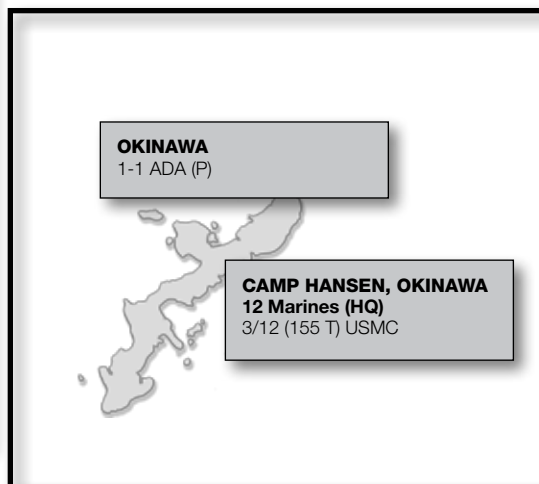 OKINAWA
1-1 ADA (P)
CAMP HANSEN, OKINAWA
12 Marines (HQ)
3/12 (155 T) USMC